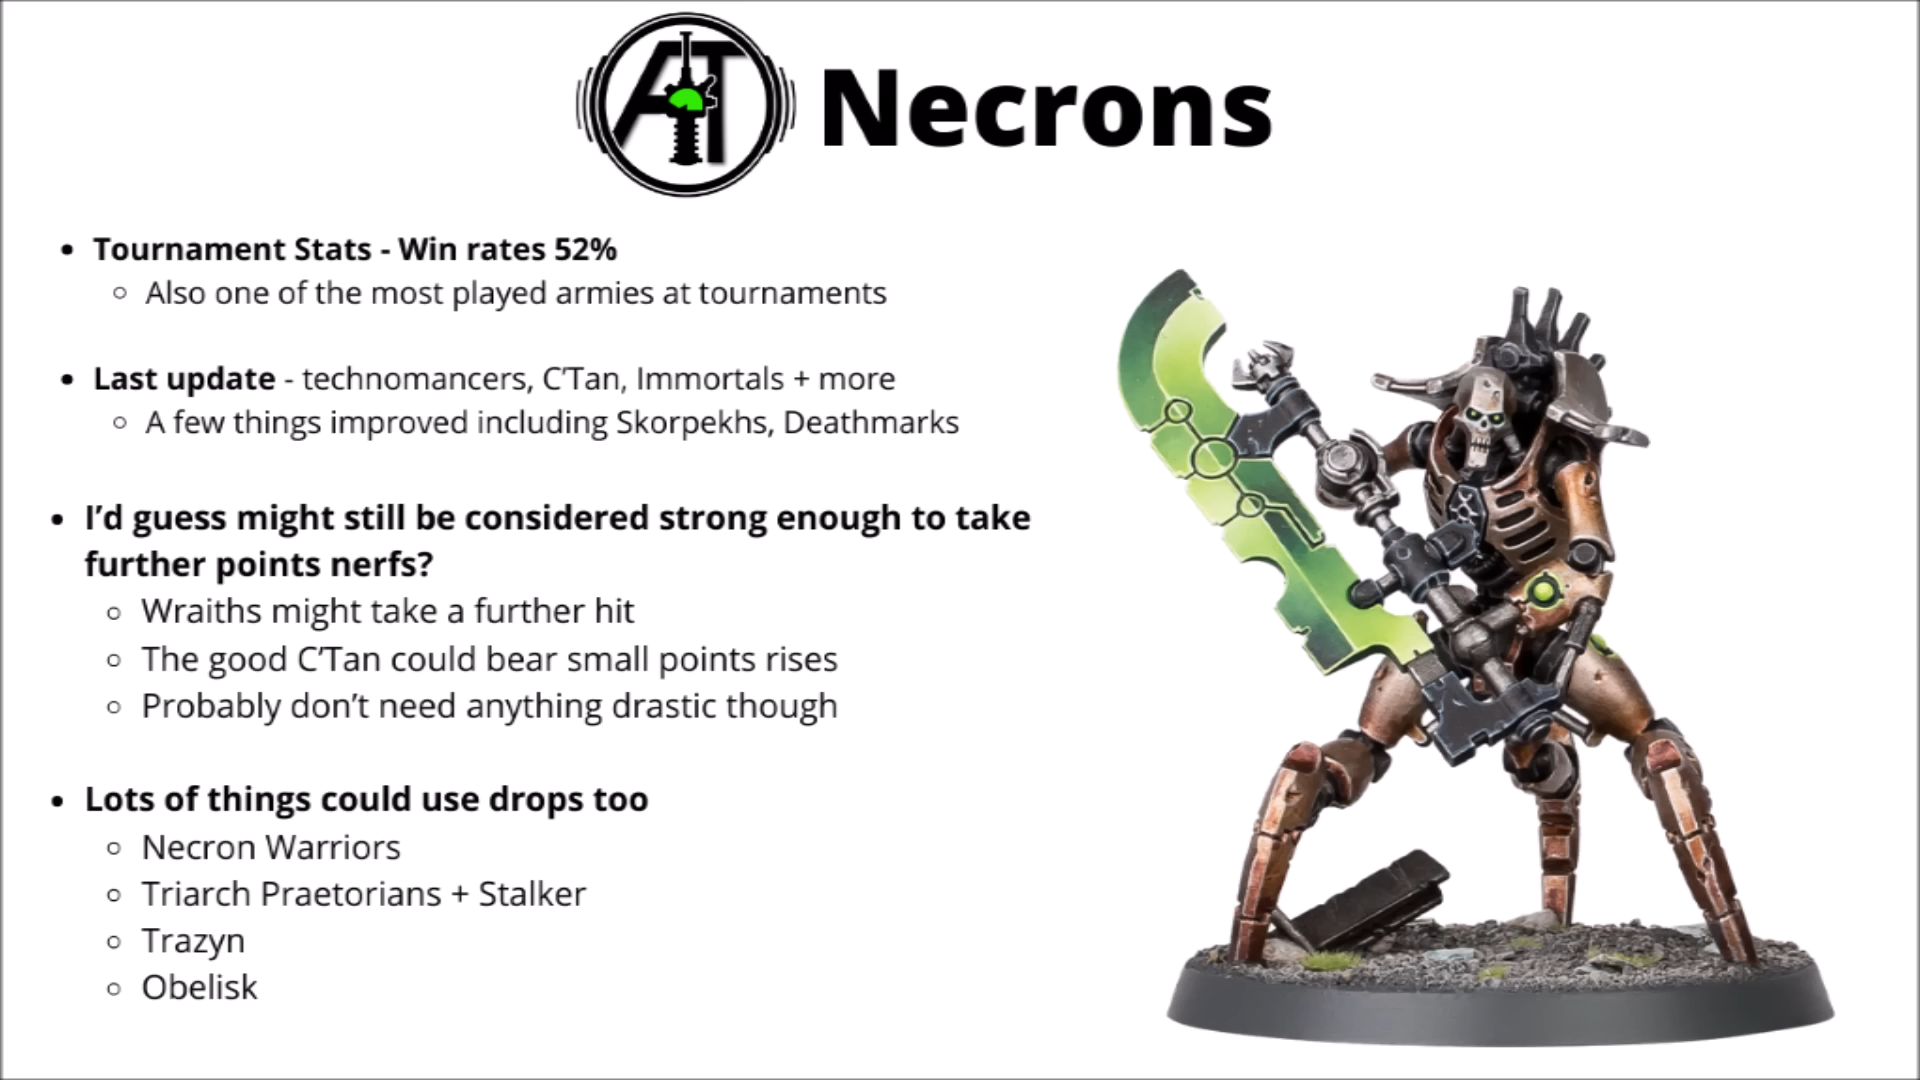 AT
Necrons
Tournament Stats - Win rates 52%
Also one of the most played armies at tournaments
Last update - technomancers, C'Tan, Immortals + more
A few things improved including Skorpekhs, Deathmarks
I’d guess might still be considered strong enough to take
further points nerfs?
Wraiths might take a further hit
The good C'Tan could bear small points rises
Probably don’t need anything drastic though
Lots of things could use drops too
Necron Warriors
Triarch Praetorians + Stalker
Trazyn
Obelisk